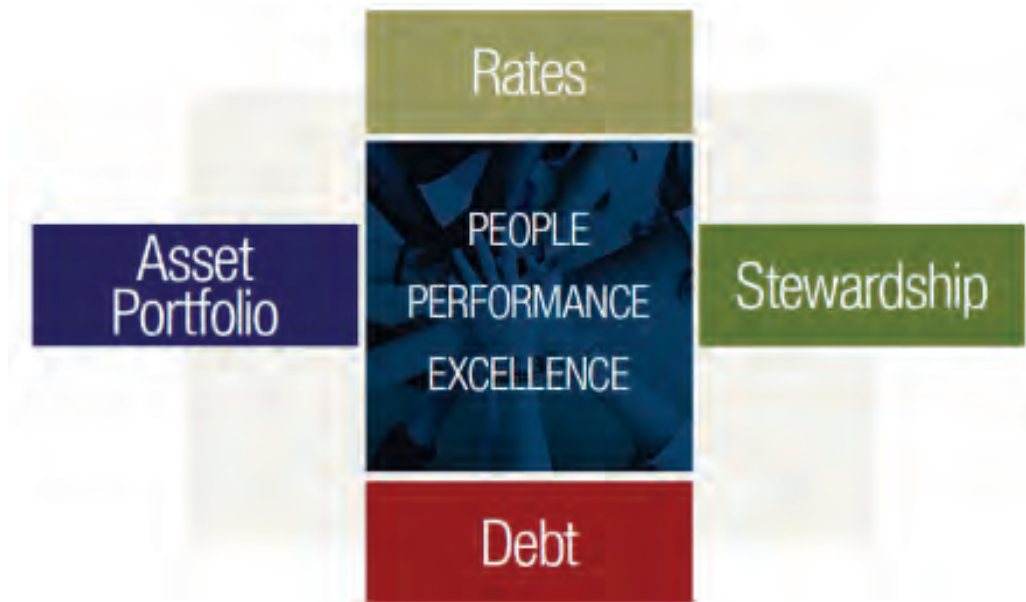 Rates
PEOPLE
PERFORMANCE
EXCELLENCE
Asset
Portfolio
Stewardship
Debt